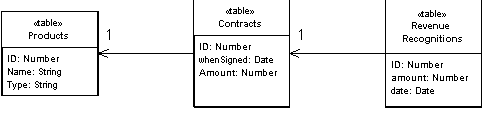 «table»
Products
ID: Number
Name: String
Type: String
1
«table»
Contracts
ID: Number
whenSigned: Date
Amount: Number
1
«table»
Revenue
Recognitions
ID: Number
amount: Number
date: Date